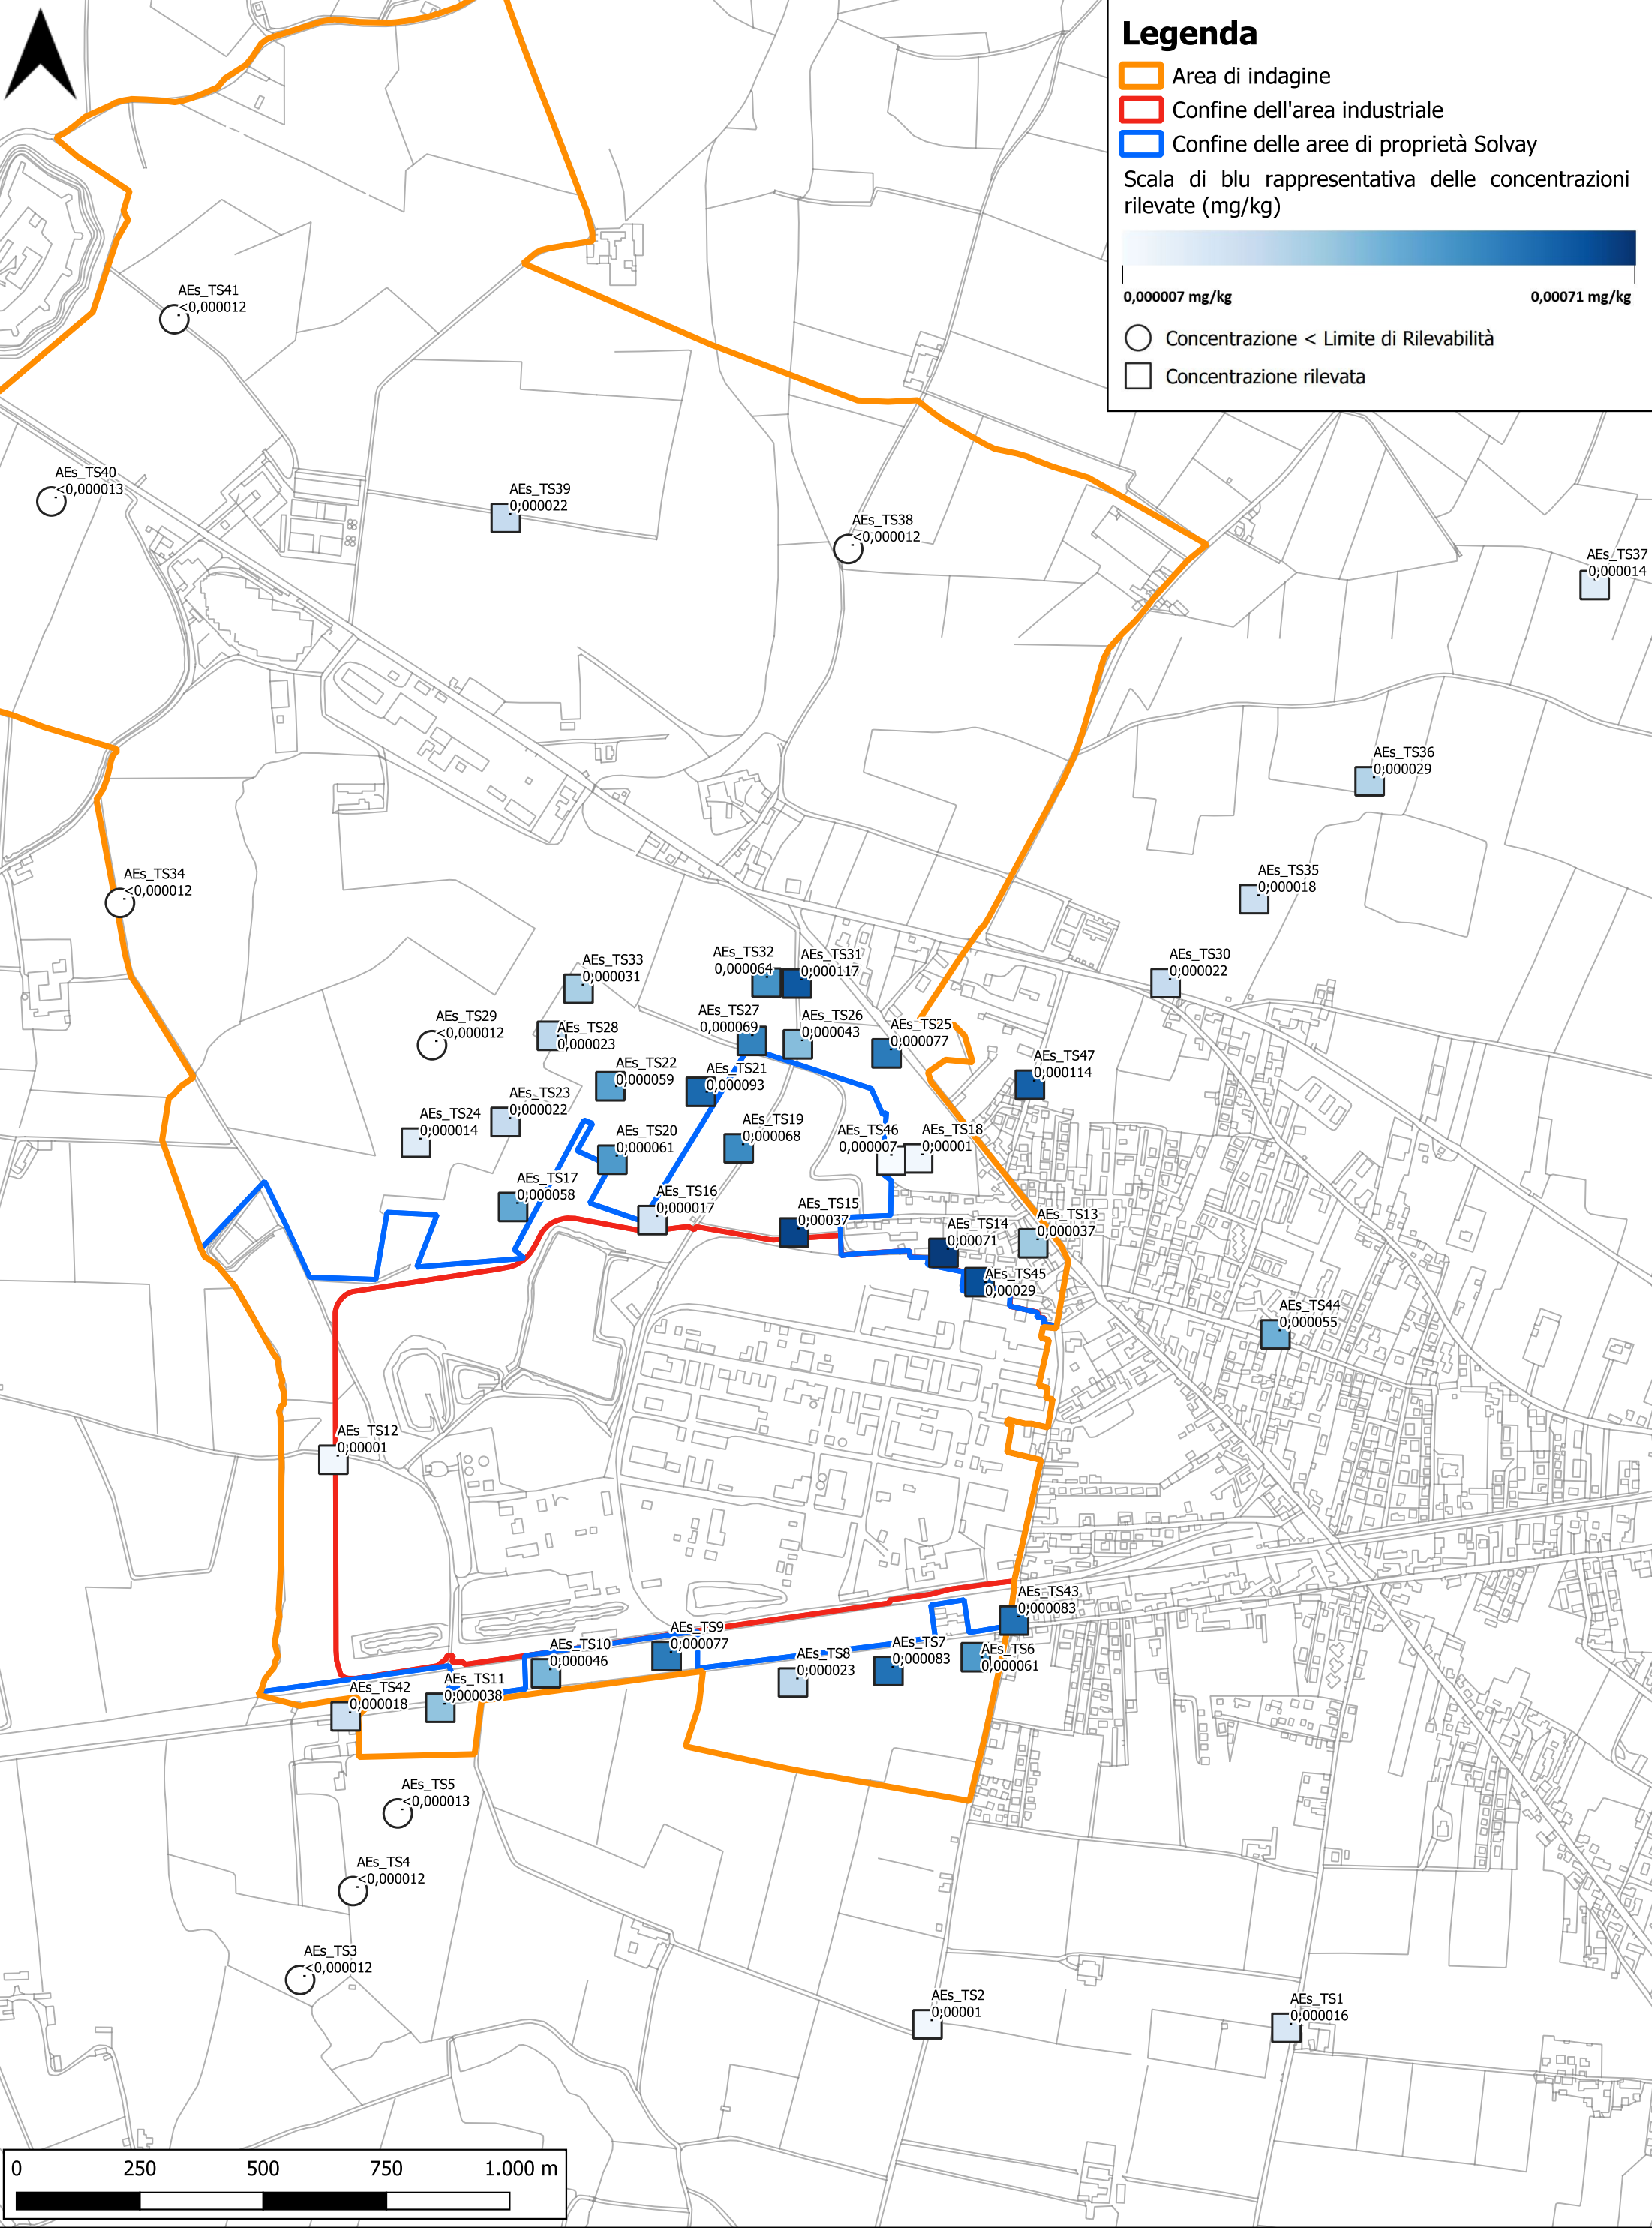 Legenda
Area di indagine
Confine dell'area industriale
Confine delle aree di proprietà Solvay
Scala di blu rappresentativa delle concentrazioni
rilevate (mg/kg)
0,000007 mg/kg
0,00071 mg/kg
Concentrazione < Limite di Rilevabilità
Concentrazione rilevata
AEs_TS41
<0,000012
AEs_TS40
<0,000013
AEs_TS39
0,000022
AEs_TS38
<0,000012
AEs_TS37
0,000014
AEs_TS36
0,000029
AEs_TS35
0,000018
AEs_TS34
<0,000012
AEs_TS33
0,000031
AEs_TS32
0,000064
AEs_TS31
0,000117
AEs_TS30
0,000022
AEs_TS29
<0,000012
AEs_TS28
0,000023
AEs_TS27
0,000069
AEs_TS26
0,000043
AEs_TS25
0,000077
AEs_TS47
0,000114
AEs_TS22
0,000059
AEs_TS21
0,000093
AEs_TS24
0,000014
AEs_TS23
0,000022
AEs_TS20
0,000061
AEs_TS19
0,000068
AEs_TS46
0,000007
AEs_TS18
0,00001
AEs_TS17
0,000058
AEs_TS16
0,000017
AEs_TS15
0,00037
AEs_TS14
0,00071
AEs_TS13
0,000037
AEs_TS45
0,00029
AEs_TS44
0,000055
AEs_TS12
0,00001
AEs_TS43
0,000083
AEs_TS10
0,000046
AEs_TS9
0,000077
AEs_TS8
0,000023
AEs_TS7
0,000083
AEs_TS6
0,000061
AEs_TS42
0,000018
AEs_TS11
0,000038
AEs_TS5
<0,000013
AEs_TS4
<0,000012
AEs_TS3
<0,000012
AEs_TS2
0,00001
AEs_TS1
0,000016
0 250 500 750 1.000 m